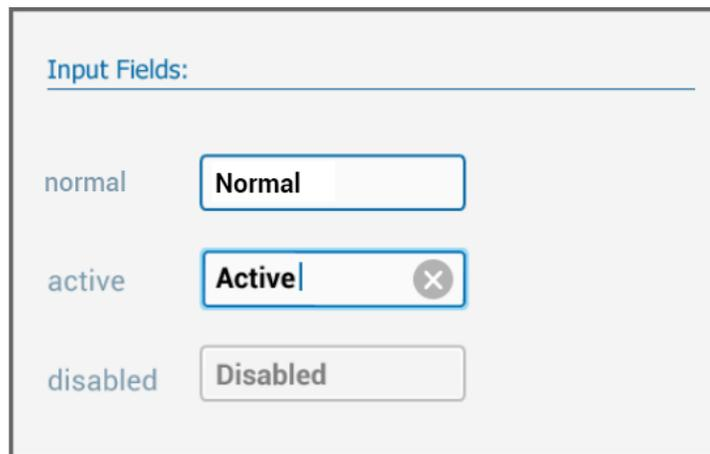 Input Fields:
normal
Normal
active
Active
disabled
Disabled